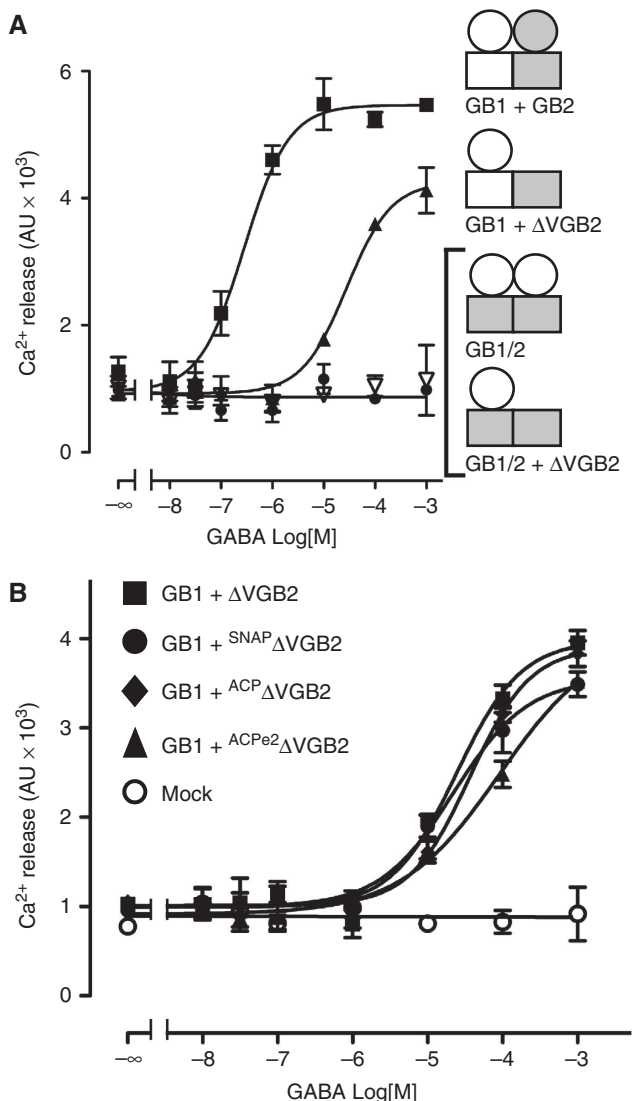 A
6
4
2
0
Ca²⁺ release (AU × 10³)
−∞ −8 −7 −6 −5 −4 −3
GABA Log[M]
GB1 + GB2
GB1 + ΔVGB2
GB1/2
GB1/2 + ΔVGB2
B
GB1 + ΔVGB2
GB1 + ˢᴺᴬᴾΔVGB2
GB1 + ᴬᶜᴾΔVGB2
GB1 + ᴬᶜᴾᵉ²ΔVGB2
Mock
4
3
2
1
0
Ca²⁺ release (AU × 10³)
−∞ −8 −7 −6 −5 −4 −3
GABA Log[M]